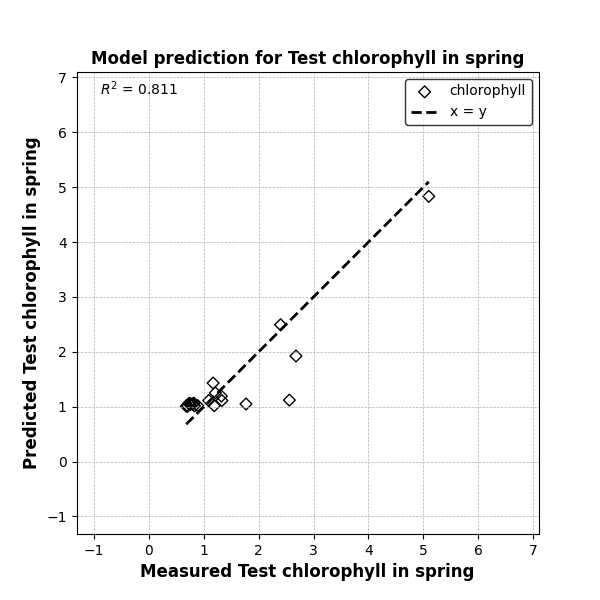 Model prediction for Test chlorophyll in spring
R² = 0.811
chlorophyll
x = y
Predicted Test chlorophyll in spring
7
6
5
4
3
2
1
0
−1
−1 0 1 2 3 4 5 6 7
Measured Test chlorophyll in spring